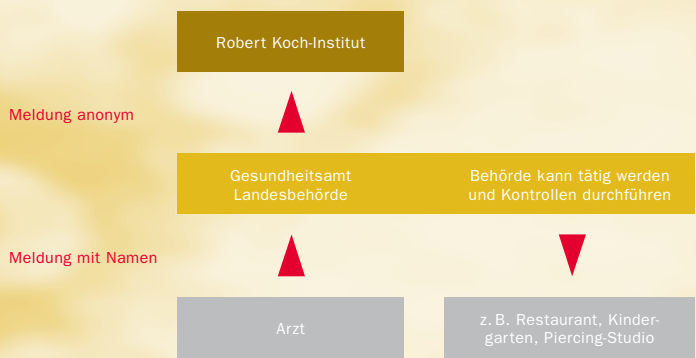 Robert Koch-Institut
Meldung anonym
Gesundheitsamt
Landesbehörde
Behörde kann tätig werden
und Kontrollen durchführen
Meldung mit Namen
Arzt
z. B. Restaurant, Kinder-
garten, Piercing-Studio